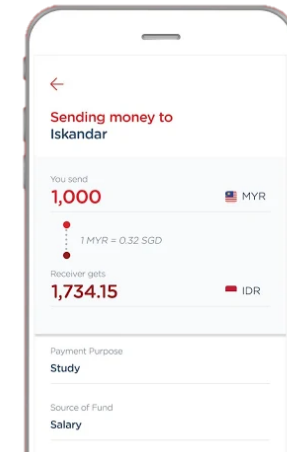 Sending money to
Iskandar
You send
1,000
MYR
1 MYR = 0.32 SGD
Receiver gets
1,734.15
IDR
Payment Purpose
Study
Source of Fund
Salary